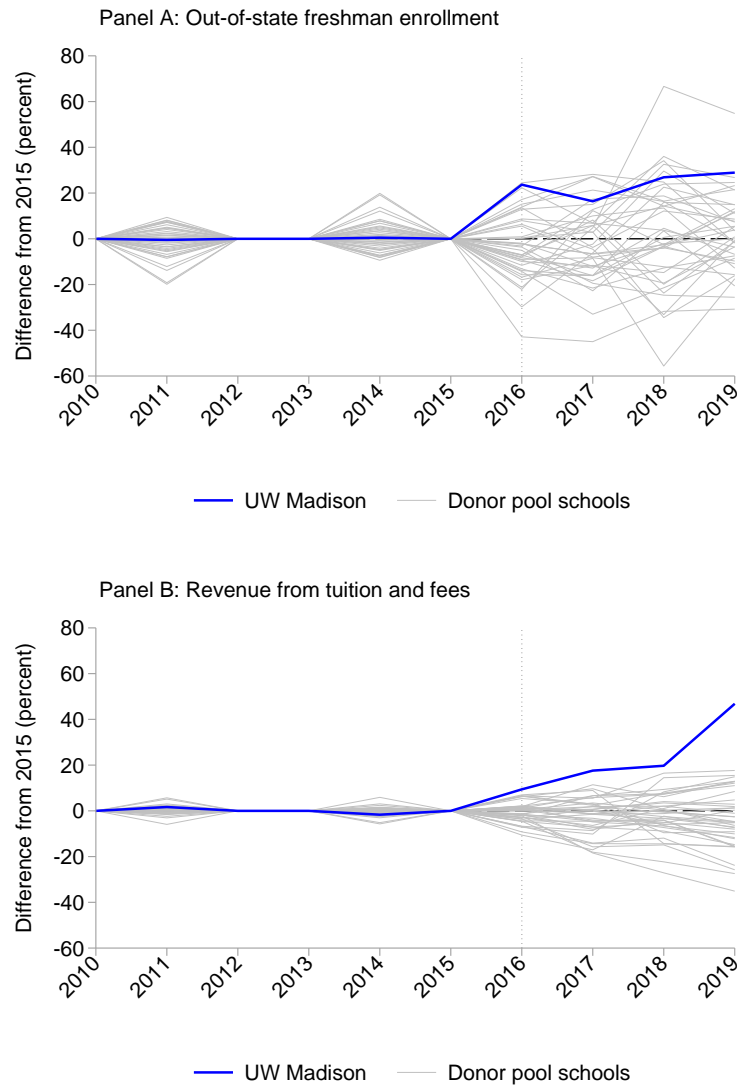 Panel A: Out-of-state freshman enrollment
Difference from 2015 (percent)
80
60
40
20
0
-20
-40
-60
2010 2011 2012 2013 2014 2015 2016 2017 2018 2019
UW Madison Donor pool schools
Panel B: Revenue from tuition and fees
Difference from 2015 (percent)
80
60
40
20
0
-20
-40
-60
2010 2011 2012 2013 2014 2015 2016 2017 2018 2019
UW Madison Donor pool schools